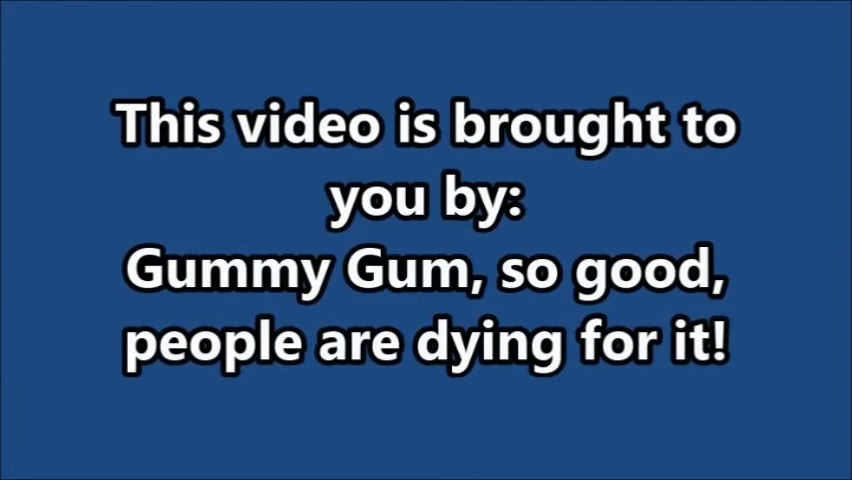 This video is brought to
you by:
Gummy Gum, so good,
people are dying for it!